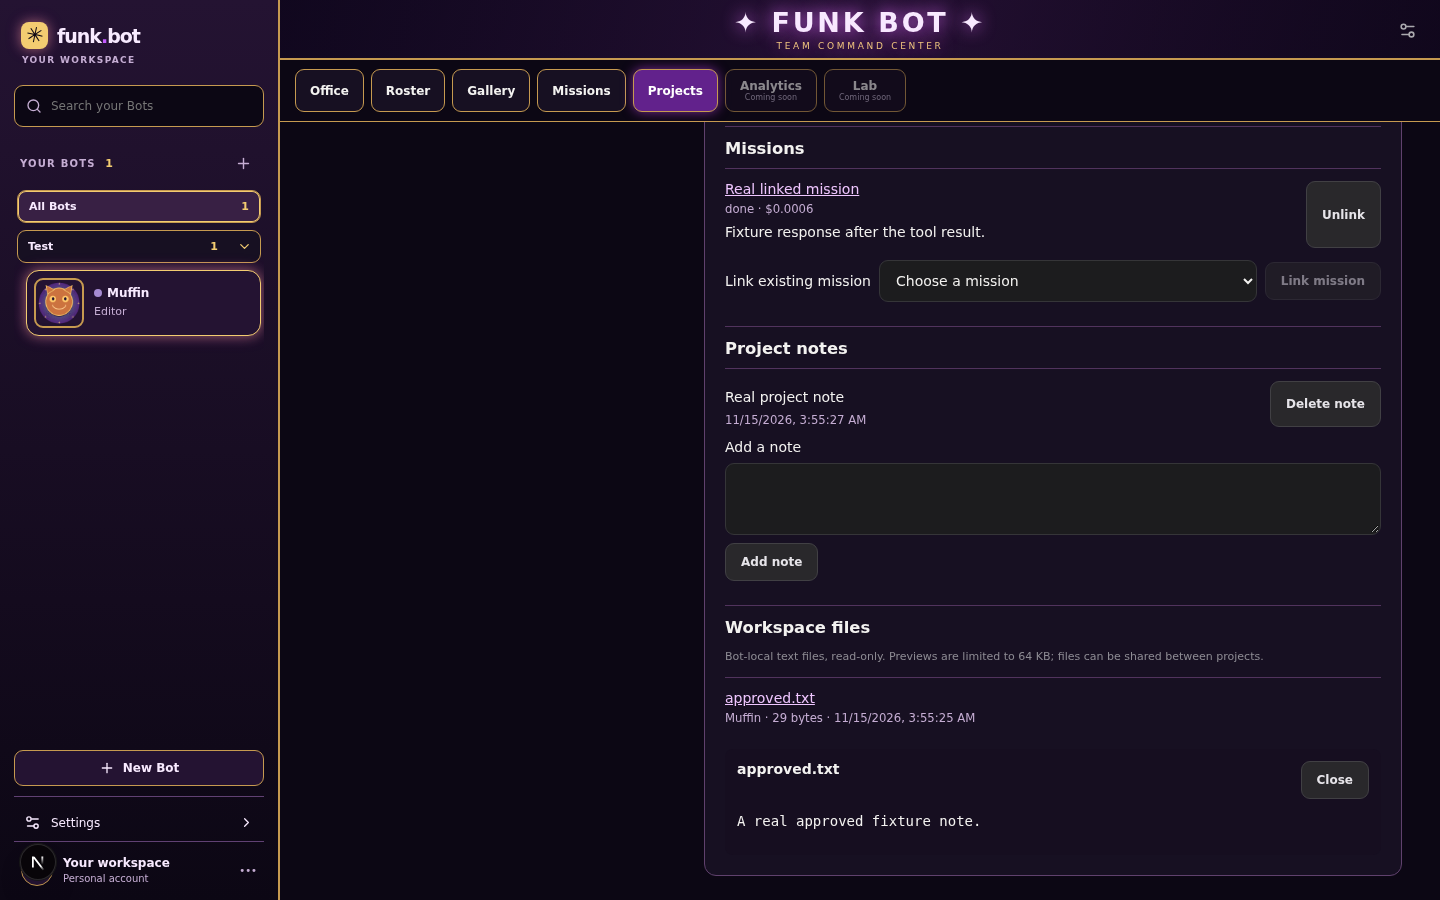 funk.bot
YOUR WORKSPACE
Search your Bots
YOUR BOTS 1
All Bots 1
Test 1
Muffin
Editor
New Bot
Settings
N
Your workspace
Personal account
✦ FUNK BOT ✦
TEAM COMMAND CENTER
Office
Roster
Gallery
Missions
Projects
Analytics
Coming soon
Lab
Coming soon
Missions
Real linked mission
done · $0.0006
Fixture response after the tool result.
Unlink
Link existing mission
Choose a mission
Link mission
Project notes
Real project note
11/15/2026, 3:55:27 AM
Delete note
Add a note
Add note
Workspace files
Bot-local text files, read-only. Previews are limited to 64 KB; files can be shared between projects.
approved.txt
Muffin · 29 bytes · 11/15/2026, 3:55:25 AM
approved.txt
Close
A real approved fixture note.